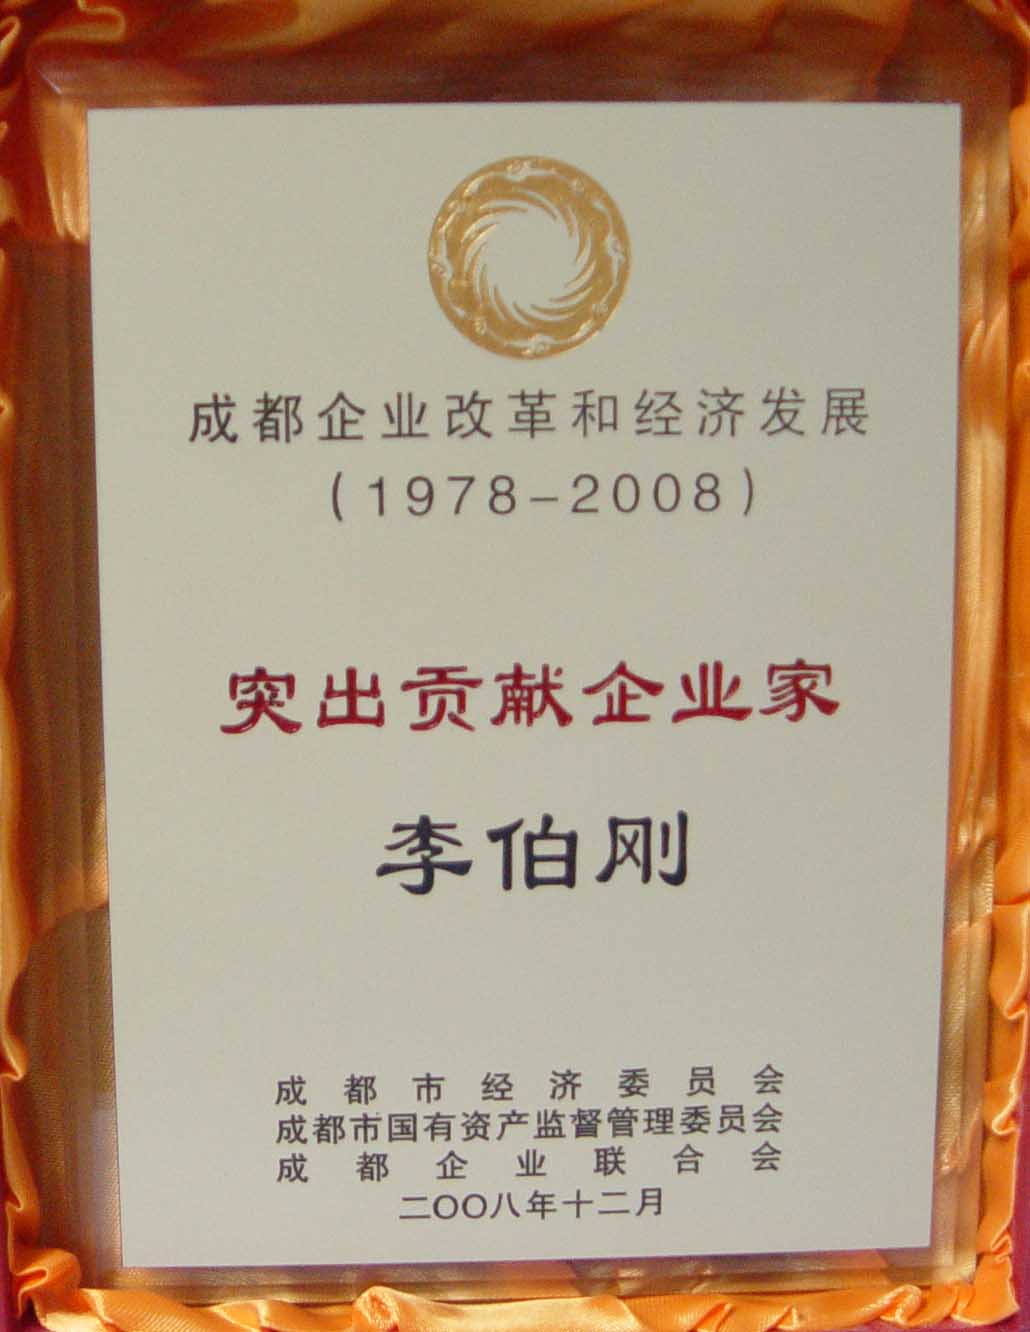 成都企业改革和经济发展
(1978-2008)
突出贡献企业家
李伯刚
成都市经济委员会
成都市国有资产监督管理委员会
成都企业联合会
二〇〇八年十二月